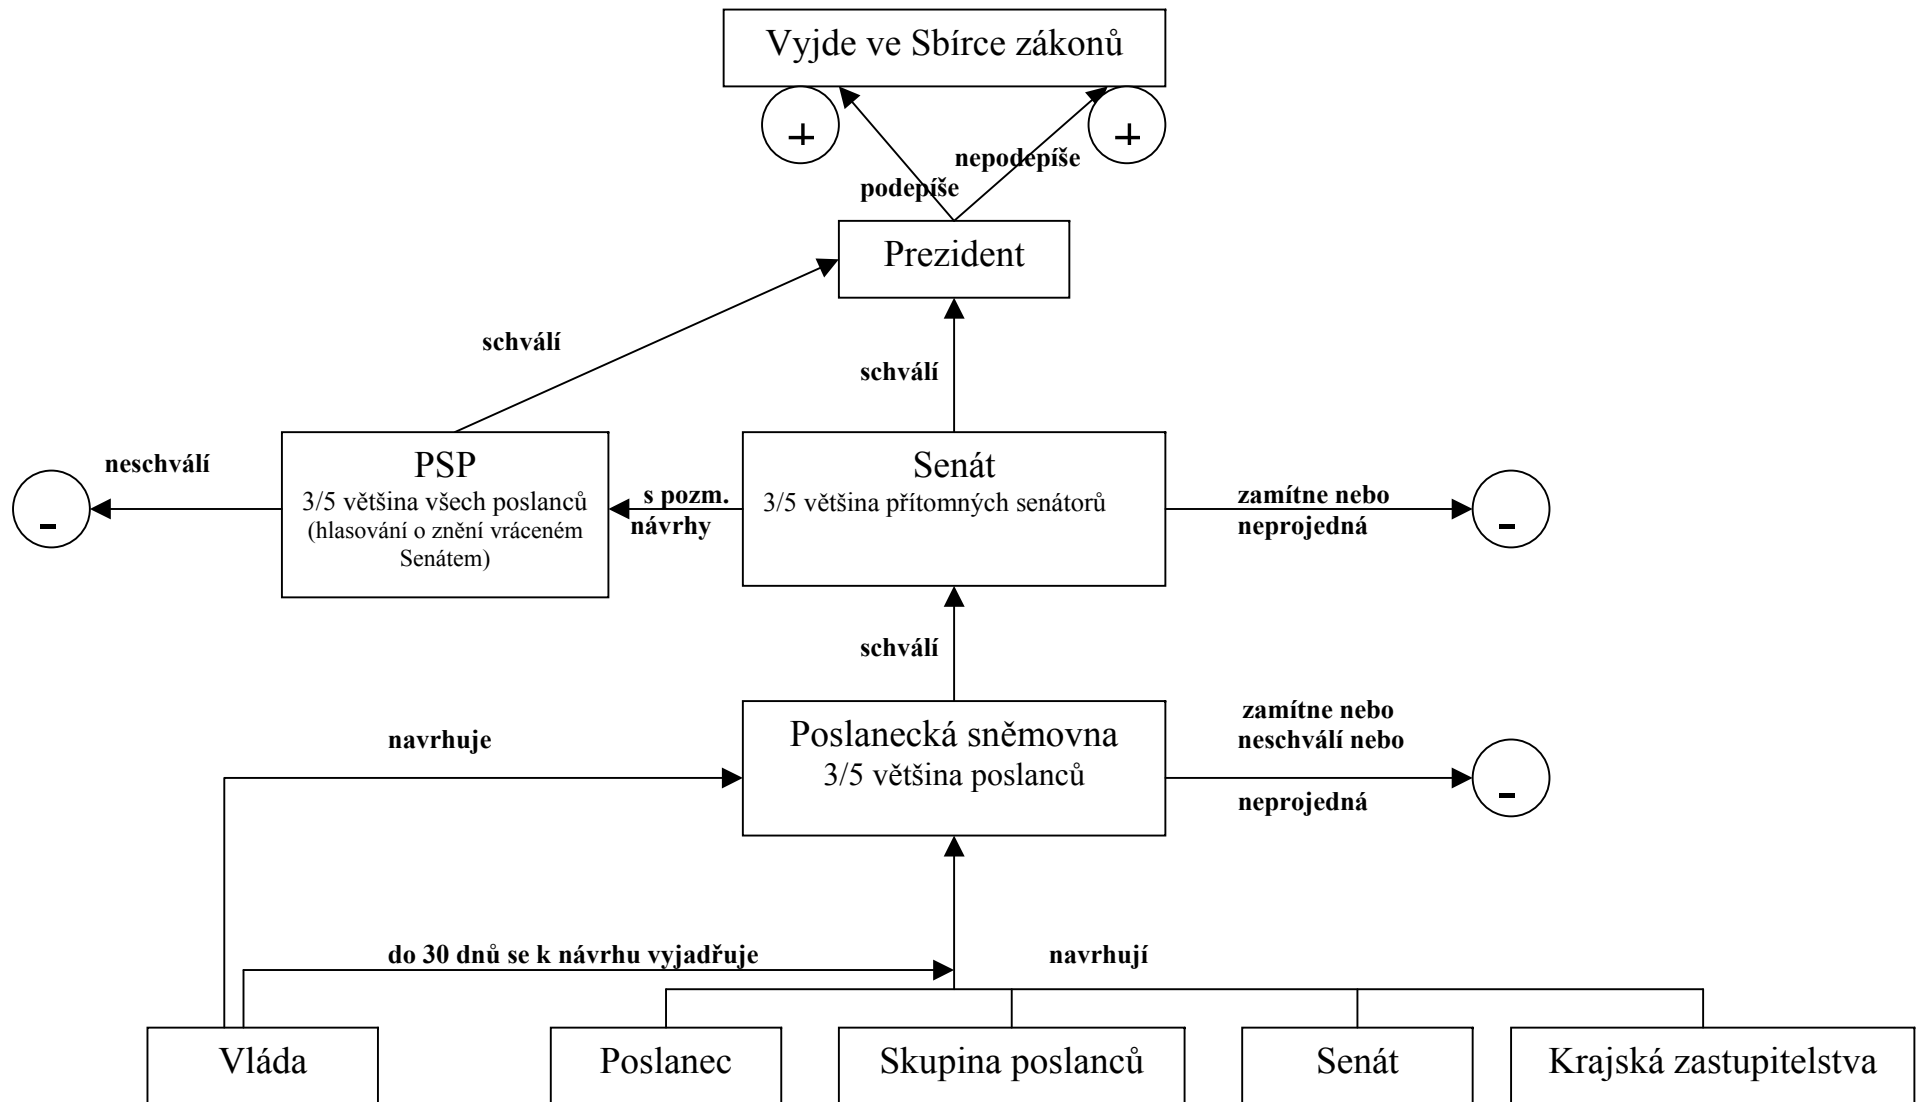 Vyjde ve Sbírce zákonů
+
+
nepodepíše
podepíše
Prezident
schválí
schválí
neschválí
PSP
3/5 většina všech poslanců
(hlasování o znění vráceném
Senátem)
-
s pozm.
návrhy
Senát
3/5 většina přítomných senátorů
zamítne nebo
neprojedná
-
schválí
navrhuje
Poslanecká sněmovna
3/5 většina poslanců
zamítne nebo
neschválí nebo
neprojedná
-
do 30 dnů se k návrhu vyjadřuje
navrhují
Vláda
Poslanec
Skupina poslanců
Senát
Krajská zastupitelstva